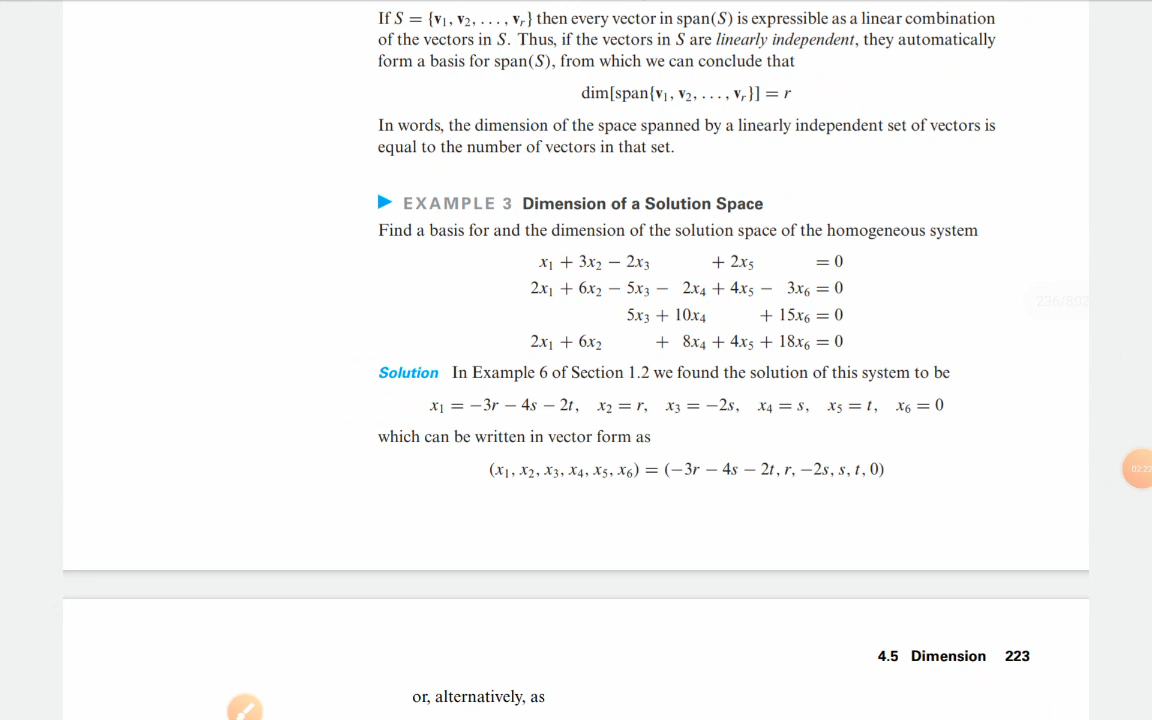 If S = {v₁, v₂, . . . , vᵣ} then every vector in span(S) is expressible as a linear combination
of the vectors in S. Thus, if the vectors in S are linearly independent, they automatically
form a basis for span(S), from which we can conclude that
dim[span{v₁, v₂, . . . , vᵣ}] = r
In words, the dimension of the space spanned by a linearly independent set of vectors is
equal to the number of vectors in that set.
EXAMPLE 3 Dimension of a Solution Space
Find a basis for and the dimension of the solution space of the homogeneous system
x₁ + 3x₂ − 2x₃ + 2x₅ = 0
2x₁ + 6x₂ − 5x₃ − 2x₄ + 4x₅ − 3x₆ = 0
5x₃ + 10x₄ + 15x₆ = 0
2x₁ + 6x₂ + 8x₄ + 4x₅ + 18x₆ = 0
236/802
Solution In Example 6 of Section 1.2 we found the solution of this system to be
x₁ = −3r − 4s − 2t, x₂ = r, x₃ = −2s, x₄ = s, x₅ = t, x₆ = 0
which can be written in vector form as
(x₁, x₂, x₃, x₄, x₅, x₆) = (−3r − 4s − 2t, r, −2s, s, t, 0)
4.5 Dimension 223
or, alternatively, as